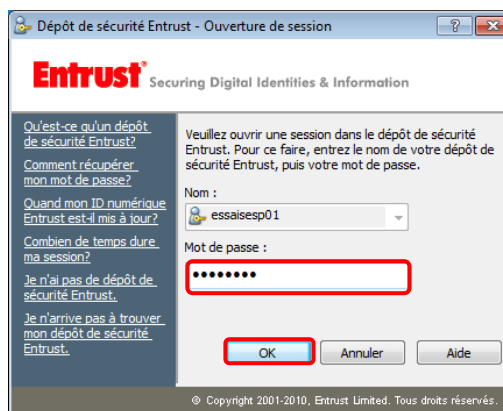 Dépôt de sécurité Entrust - Ouverture de session
Entrust® Securing Digital Identities & Information
Qu'est-ce qu'un dépôt
de sécurité Entrust?
Comment récupérer
mon mot de passe?
Quand mon ID numérique
Entrust est-il mis à jour?
Combien de temps dure
ma session?
Je n'ai pas de dépôt de
sécurité Entrust.
Je n'arrive pas à trouver
mon dépôt de sécurité
Entrust.
Veuillez ouvrir une session dans le dépôt de sécurité
Entrust. Pour ce faire, entrez le nom de votre dépôt de
sécurité Entrust, puis votre mot de passe.
Nom :
essaisesp01
Mot de passe :
••••••••
OK
Annuler
Aide
© Copyright 2001-2010, Entrust Limited. Tous droits réservés.